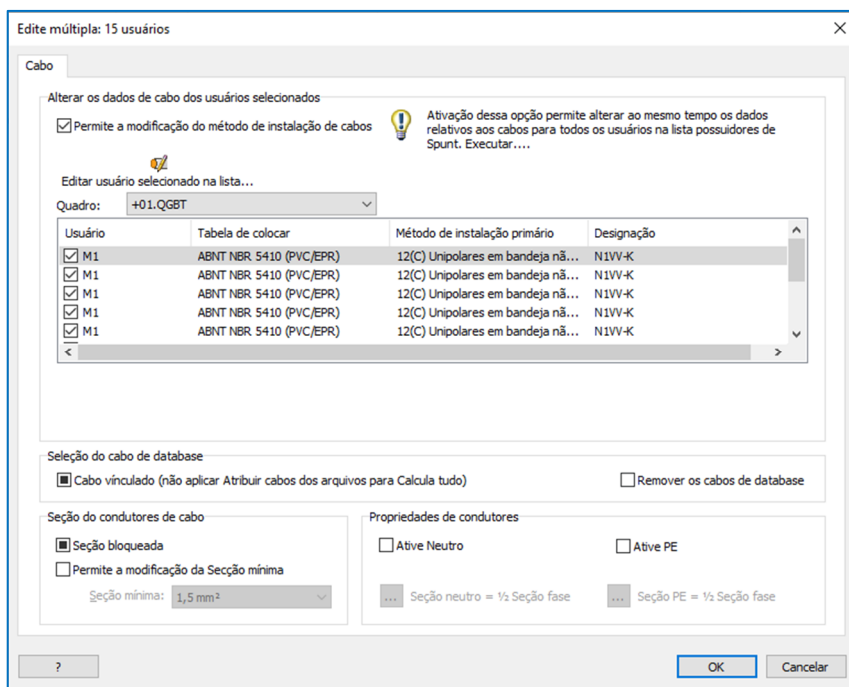 Edite múltipla: 15 usuários
Cabo
Alterar os dados de cabo dos usuários selecionados
Permite a modificação do método de instalação de cabos
Ativação dessa opção permite alterar ao mesmo tempo os dados
relativos aos cabos para todos os usuários na lista possuidores de
Spunt. Executar....
Editar usuário selecionado na lista...
Quadro: +01.QGBT
Usuário Tabela de colocar Método de instalação primário Designação
M1 ABNT NBR 5410 (PVC/EPR) 12(C) Unipolares em bandeja nã... N1VV-K
M1 ABNT NBR 5410 (PVC/EPR) 12(C) Unipolares em bandeja nã... N1VV-K
M1 ABNT NBR 5410 (PVC/EPR) 12(C) Unipolares em bandeja nã... N1VV-K
M1 ABNT NBR 5410 (PVC/EPR) 12(C) Unipolares em bandeja nã... N1VV-K
M1 ABNT NBR 5410 (PVC/EPR) 12(C) Unipolares em bandeja nã... N1VV-K
Seleção do cabo de database
Cabo vínculado (não aplicar Atribuir cabos dos arquivos para Calcula tudo) Remover os cabos de database
Seção do condutores de cabo Propriedades de condutores
Seção bloqueada Ative Neutro Ative PE
Permite a modificação da Secção mínima
Seção mínima: 1,5 mm² ... Seção neutro = ½ Seção fase ... Seção PE = ½ Seção fase
? OK Cancelar